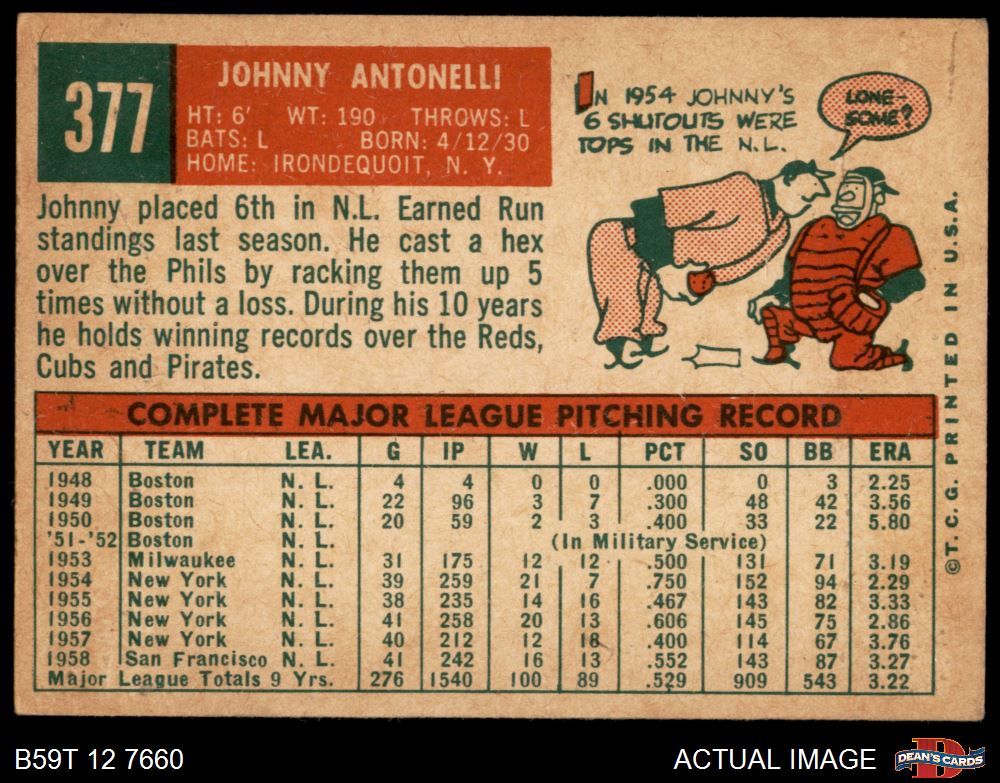 377
JOHNNY ANTONELLI
HT: 6' WT: 190 THROWS: L
BATS: L BORN: 4/12/30
HOME: IRONDEQUOIT, N. Y.
Johnny placed 6th in N.L. Earned Run
standings last season. He cast a hex
over the Phils by racking them up 5
times without a loss. During his 10 years
he holds winning records over the Reds,
Cubs and Pirates.
IN 1954 JOHNNY'S
6 SHUTOUTS WERE
TOPS IN THE N.L.
LONE-
SOME?
COMPLETE MAJOR LEAGUE PITCHING RECORD
YEAR TEAM LEA. G IP W L PCT SO BB ERA
1948 Boston N. L. 4 4 0 0 .000 0 3 2.25
1949 Boston N. L. 22 96 3 7 .300 48 42 3.56
1950 Boston N. L. 20 59 2 3 .400 33 22 5.80
'51-'52 Boston N. L. (In Military Service)
1953 Milwaukee N. L. 31 175 12 12 .500 131 71 3.19
1954 New York N. L. 39 259 21 7 .750 152 94 2.29
1955 New York N. L. 38 235 14 16 .467 143 82 3.33
1956 New York N. L. 41 258 20 13 .606 145 75 2.86
1957 New York N. L. 40 212 12 18 .400 114 67 3.76
1958 San Francisco N. L. 41 242 16 13 .552 143 87 3.27
Major League Totals 9 Yrs. 276 1540 100 89 .529 909 543 3.22
©T. C. G. PRINTED IN U.S.A.
B59T 12 7660
ACTUAL IMAGE
D
DEAN'S CARDS